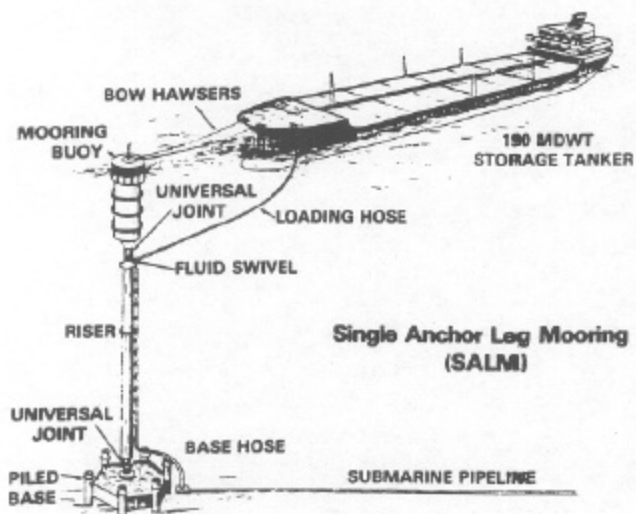 BOW HAWSERS
MOORING
BUOY
190 MDWT
STORAGE TANKER
UNIVERSAL
JOINT
LOADING HOSE
FLUID SWIVEL
RISER
Single Anchor Leg Mooring
(SALM)
UNIVERSAL
JOINT
BASE HOSE
PILED
BASE
SUBMARINE PIPELINE